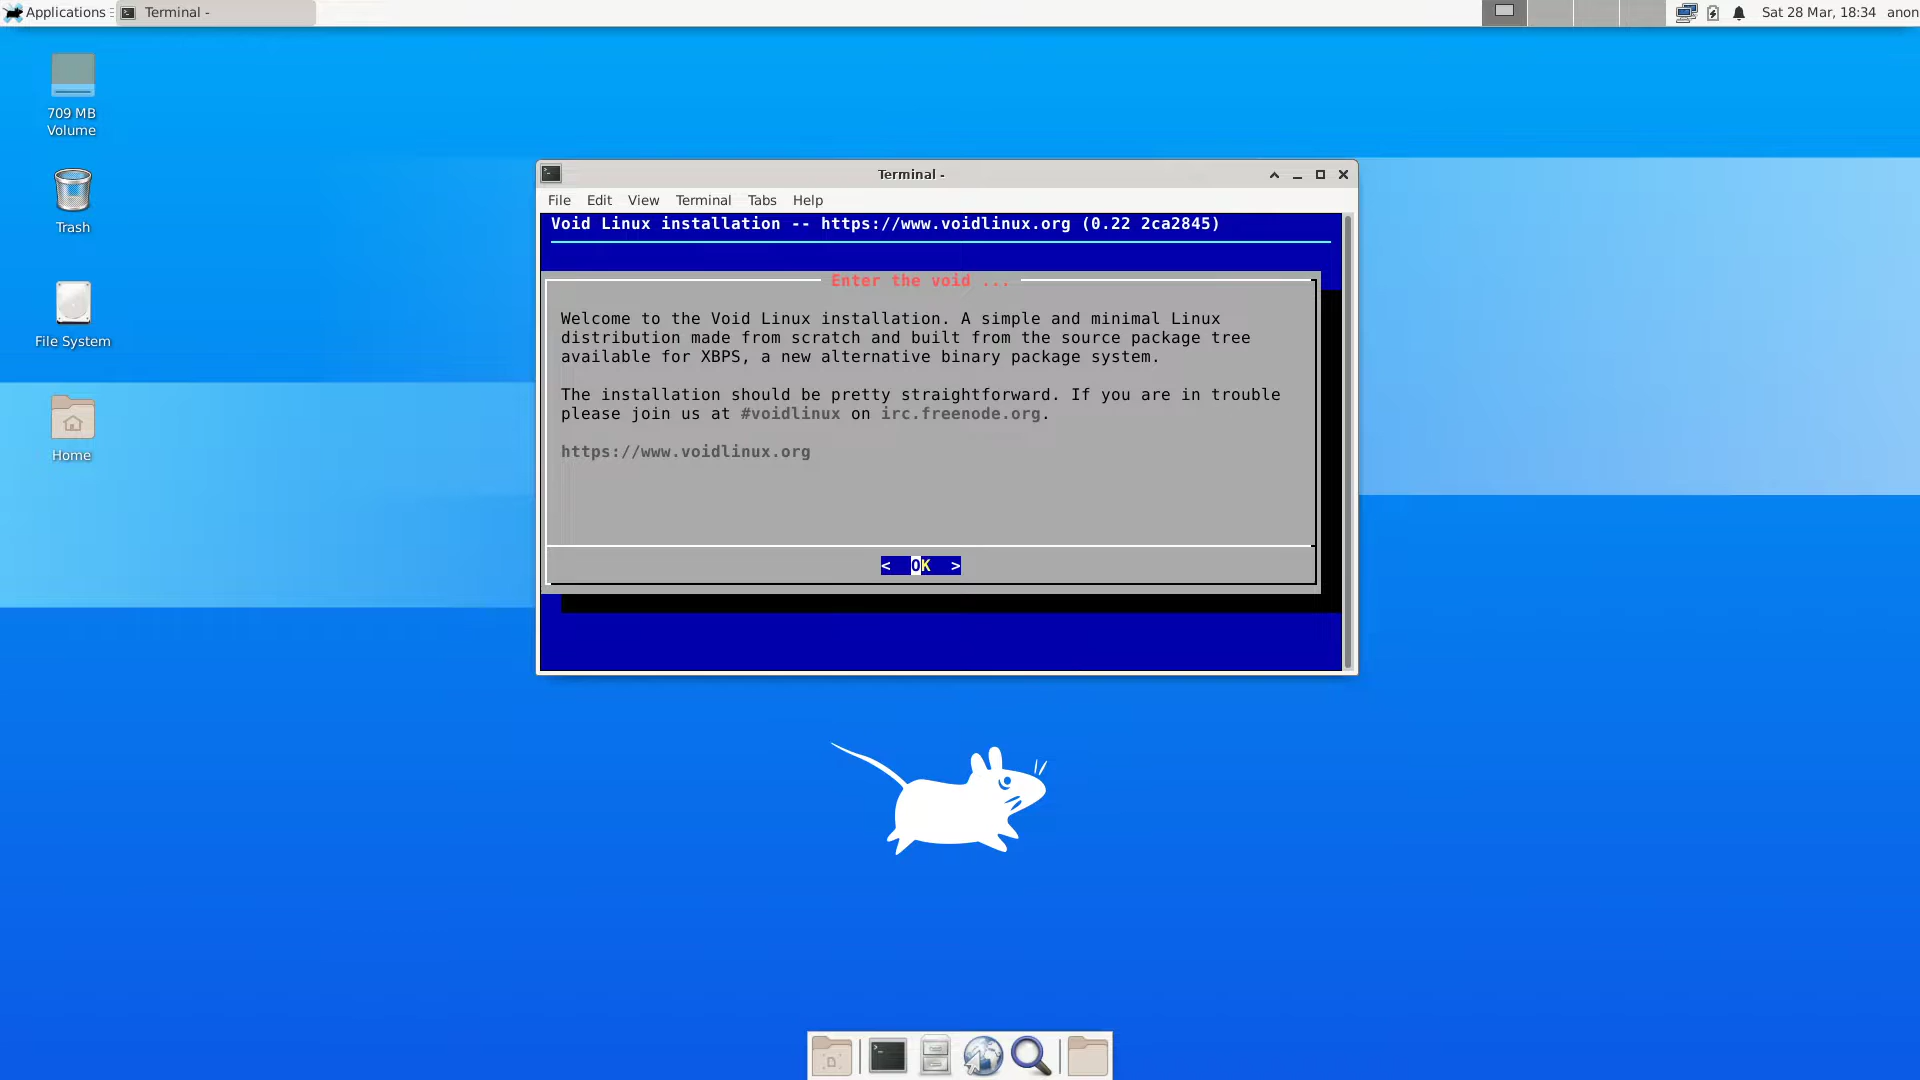 Applications
Terminal -
Sat 28 Mar, 18:34
anon
709 MB
Volume
Trash
File System
Home
Terminal -
File Edit View Terminal Tabs Help
Void Linux installation -- https://www.voidlinux.org (0.22 2ca2845)
Enter the void ...
Welcome to the Void Linux installation. A simple and minimal Linux
distribution made from scratch and built from the source package tree
available for XBPS, a new alternative binary package system.
The installation should be pretty straightforward. If you are in trouble
please join us at #voidlinux on irc.freenode.org.
https://www.voidlinux.org
< OK >